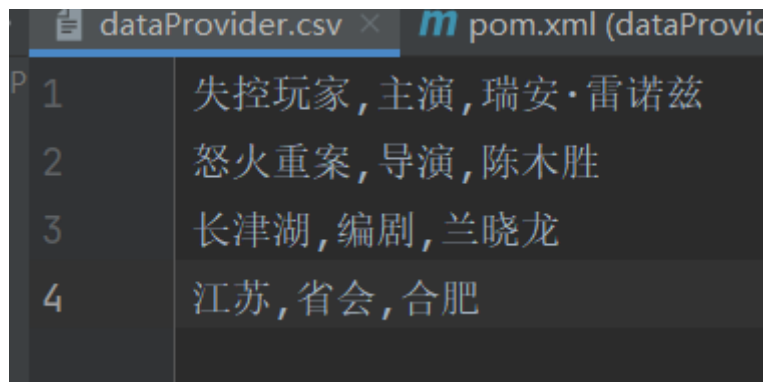 dataProvider.csv × pom.xml (dataProvid
P
1 失控玩家,主演,瑞安·雷诺兹
2 怒火重案,导演,陈木胜
3 长津湖,编剧,兰晓龙
4 江苏,省会,合肥